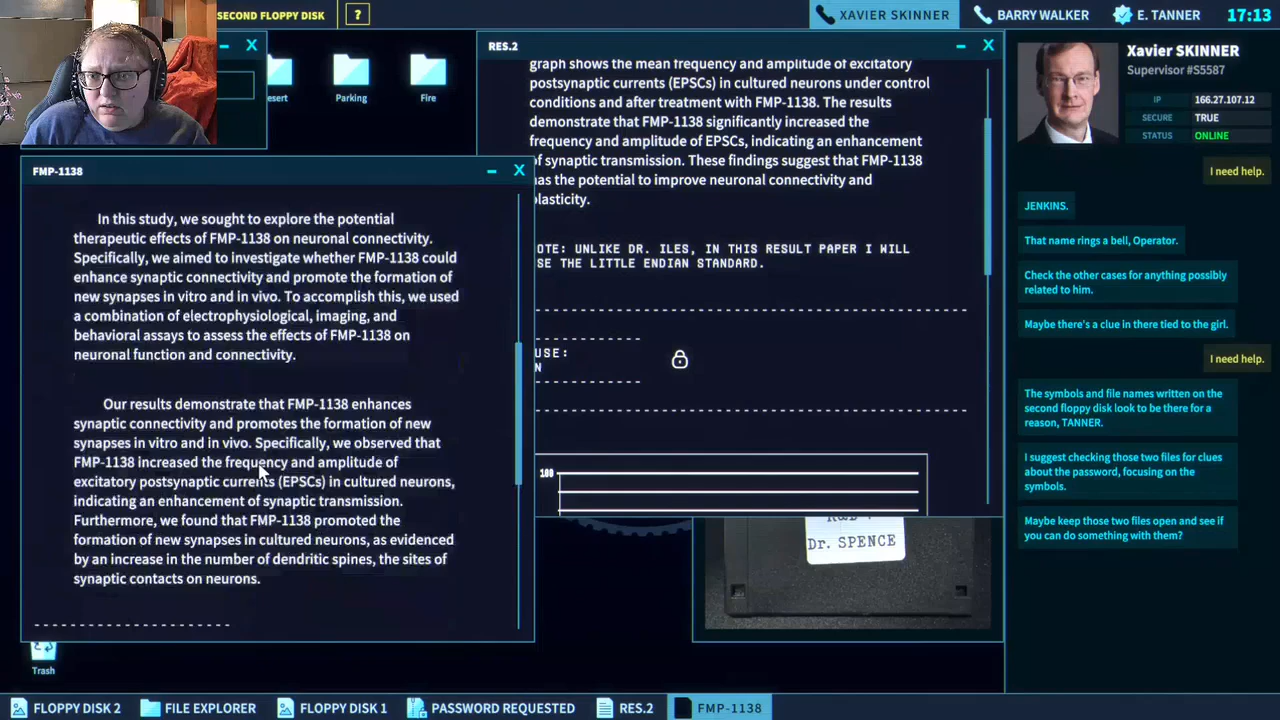 SECOND FLOPPY DISK
?
XAVIER SKINNER
BARRY WALKER
E. TANNER
17:13
esert
Parking
Fire
RES.2
graph shows the mean frequency and amplitude of excitatory
postsynaptic currents (EPSCs) in cultured neurons under control
conditions and after treatment with FMP-1138. The results
demonstrate that FMP-1138 significantly increased the
frequency and amplitude of EPSCs, indicating an enhancement
of synaptic transmission. These findings suggest that FMP-1138
has the potential to improve neuronal connectivity and
plasticity.
OTE: UNLIKE DR. ILES, IN THIS RESULT PAPER I WILL
SE THE LITTLE ENDIAN STANDARD.
USE:
N
100
FMP-1138
In this study, we sought to explore the potential
therapeutic effects of FMP-1138 on neuronal connectivity.
Specifically, we aimed to investigate whether FMP-1138 could
enhance synaptic connectivity and promote the formation of
new synapses in vitro and in vivo. To accomplish this, we used
a combination of electrophysiological, imaging, and
behavioral assays to assess the effects of FMP-1138 on
neuronal function and connectivity.
Our results demonstrate that FMP-1138 enhances
synaptic connectivity and promotes the formation of new
synapses in vitro and in vivo. Specifically, we observed that
FMP-1138 increased the frequency and amplitude of
excitatory postsynaptic currents (EPSCs) in cultured neurons,
indicating an enhancement of synaptic transmission.
Furthermore, we found that FMP-1138 promoted the
formation of new synapses in cultured neurons, as evidenced
by an increase in the number of dendritic spines, the sites of
synaptic contacts on neurons.
Dr. SPENCE
Xavier SKINNER
Supervisor #S5587
IP 166.27.107.12
SECURE TRUE
STATUS ONLINE
I need help.
JENKINS.
That name rings a bell, Operator.
Check the other cases for anything possibly
related to him.
Maybe there's a clue in there tied to the girl.
I need help.
The symbols and file names written on the
second floppy disk look to be there for a
reason, TANNER.
I suggest checking those two files for clues
about the password, focusing on the
symbols.
Maybe keep those two files open and see if
you can do something with them?
Trash
FLOPPY DISK 2
FILE EXPLORER
FLOPPY DISK 1
PASSWORD REQUESTED
RES.2
FMP-1138